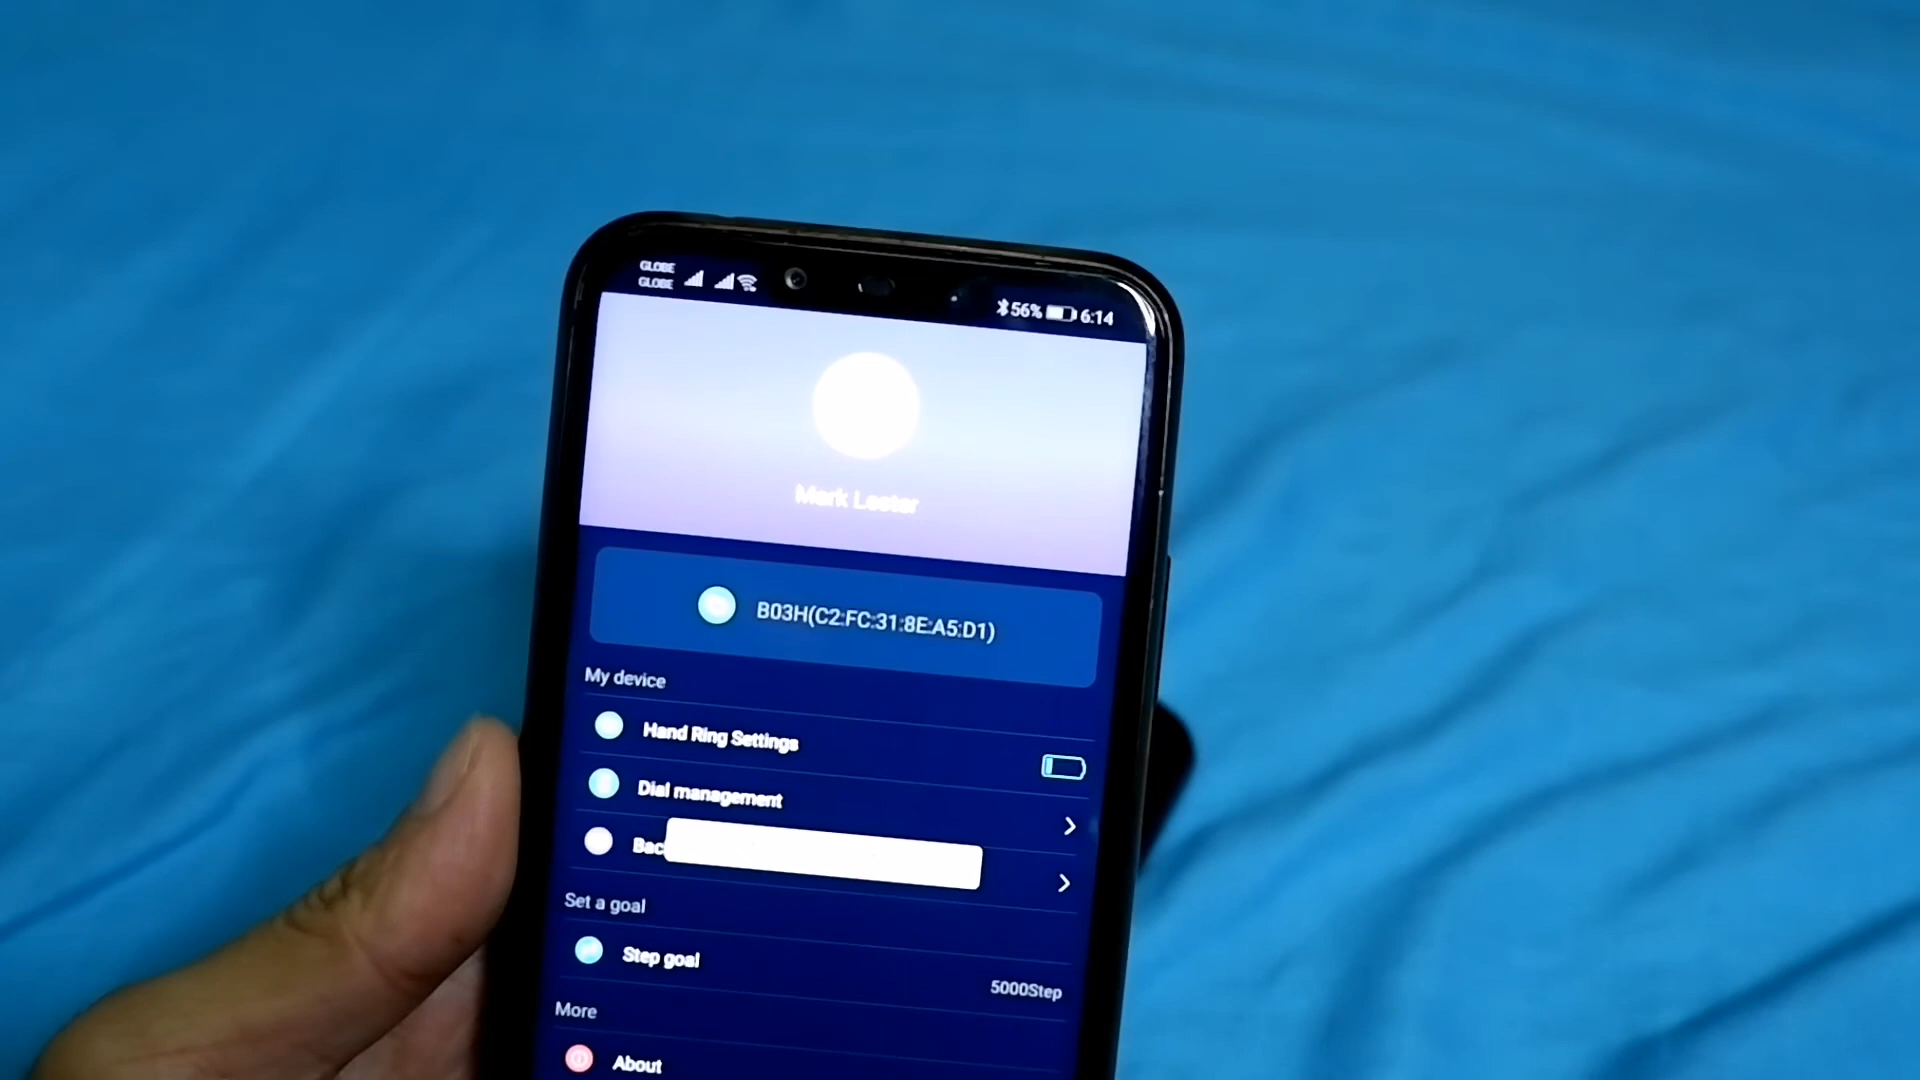 GLOBE
GLOBE
56% 6:14
Mark Lester
B03H(C2:FC:31:8E:A5:D1)
My device
Hand Ring Settings
Dial management
Bac
Set a goal
Step goal
5000Step
More
About